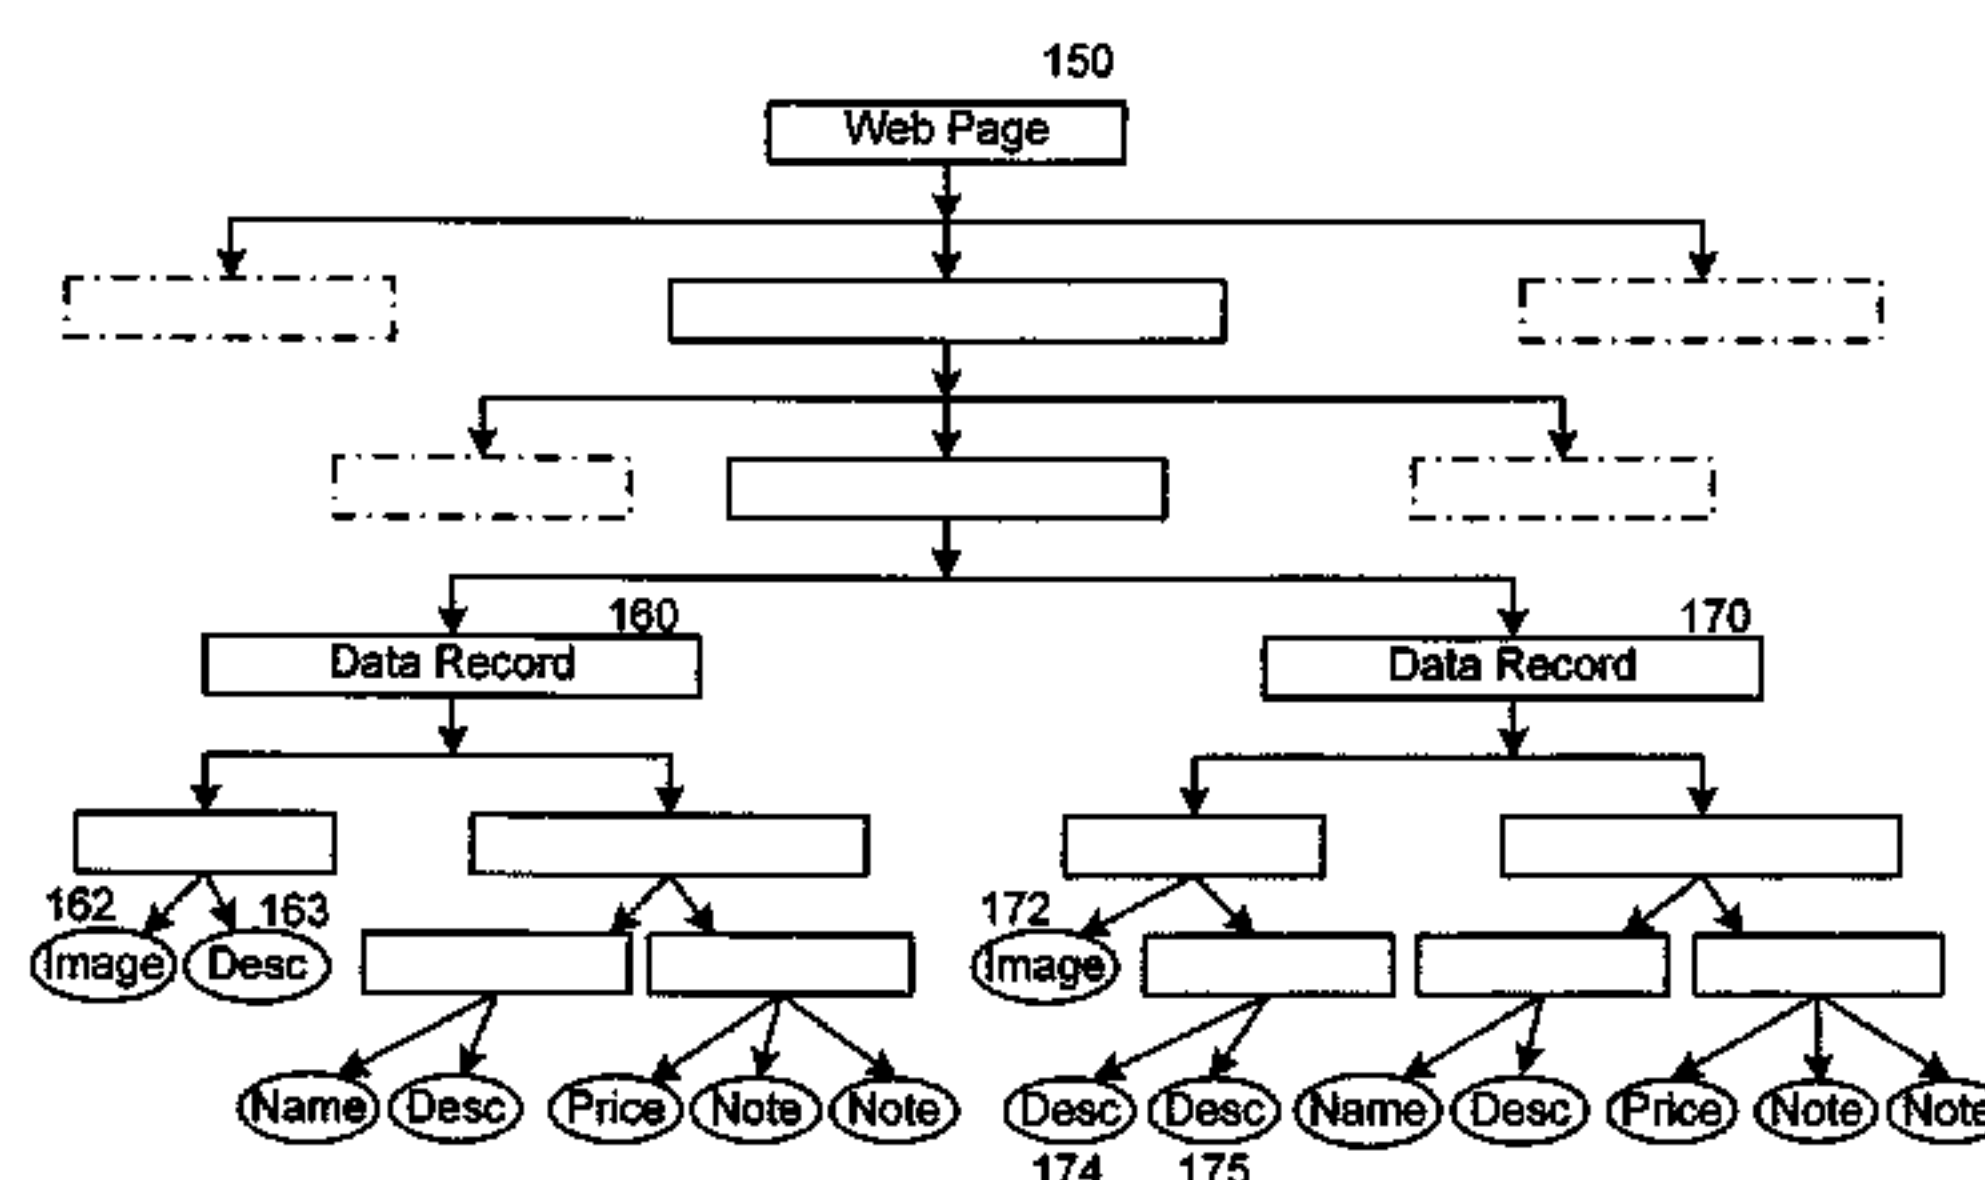 150
Web Page
160
170
Data Record
Data Record
162
163
172
Image
Desc
Image
Name
Desc
Price
Note
Note
Desc
Desc
Name
Desc
Price
Note
Note
174
175